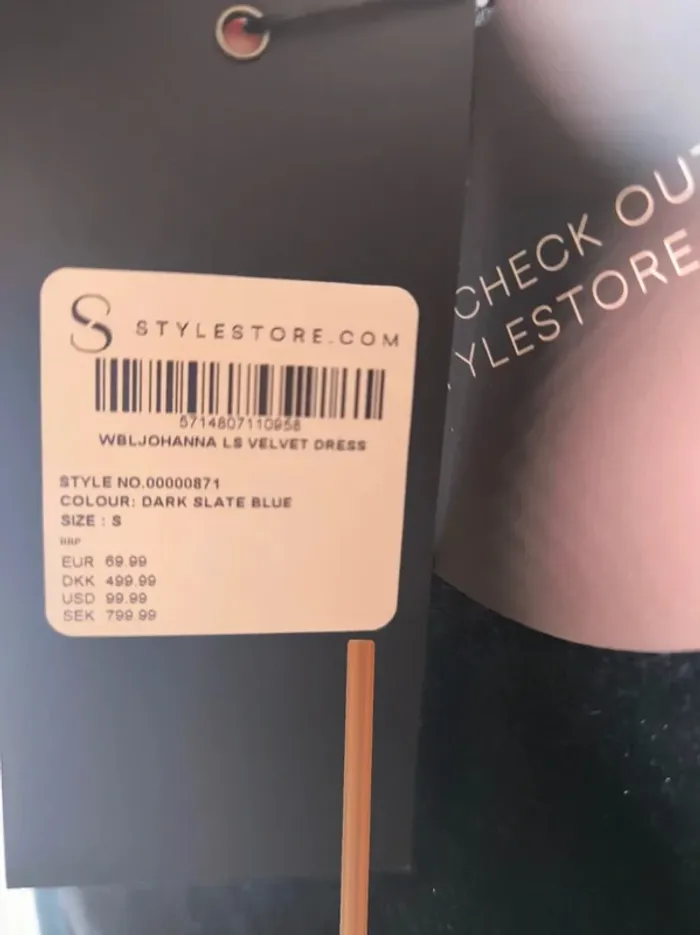 STYLESTORE.COM
5714807110958
WBLJOHANNA LS VELVET DRESS
STYLE NO.00000871
COLOUR: DARK SLATE BLUE
SIZE : S
RRP
EUR 69.99
DKK 499.99
USD 99.99
SEK 799.99
CHECK OUT
YLESTORE